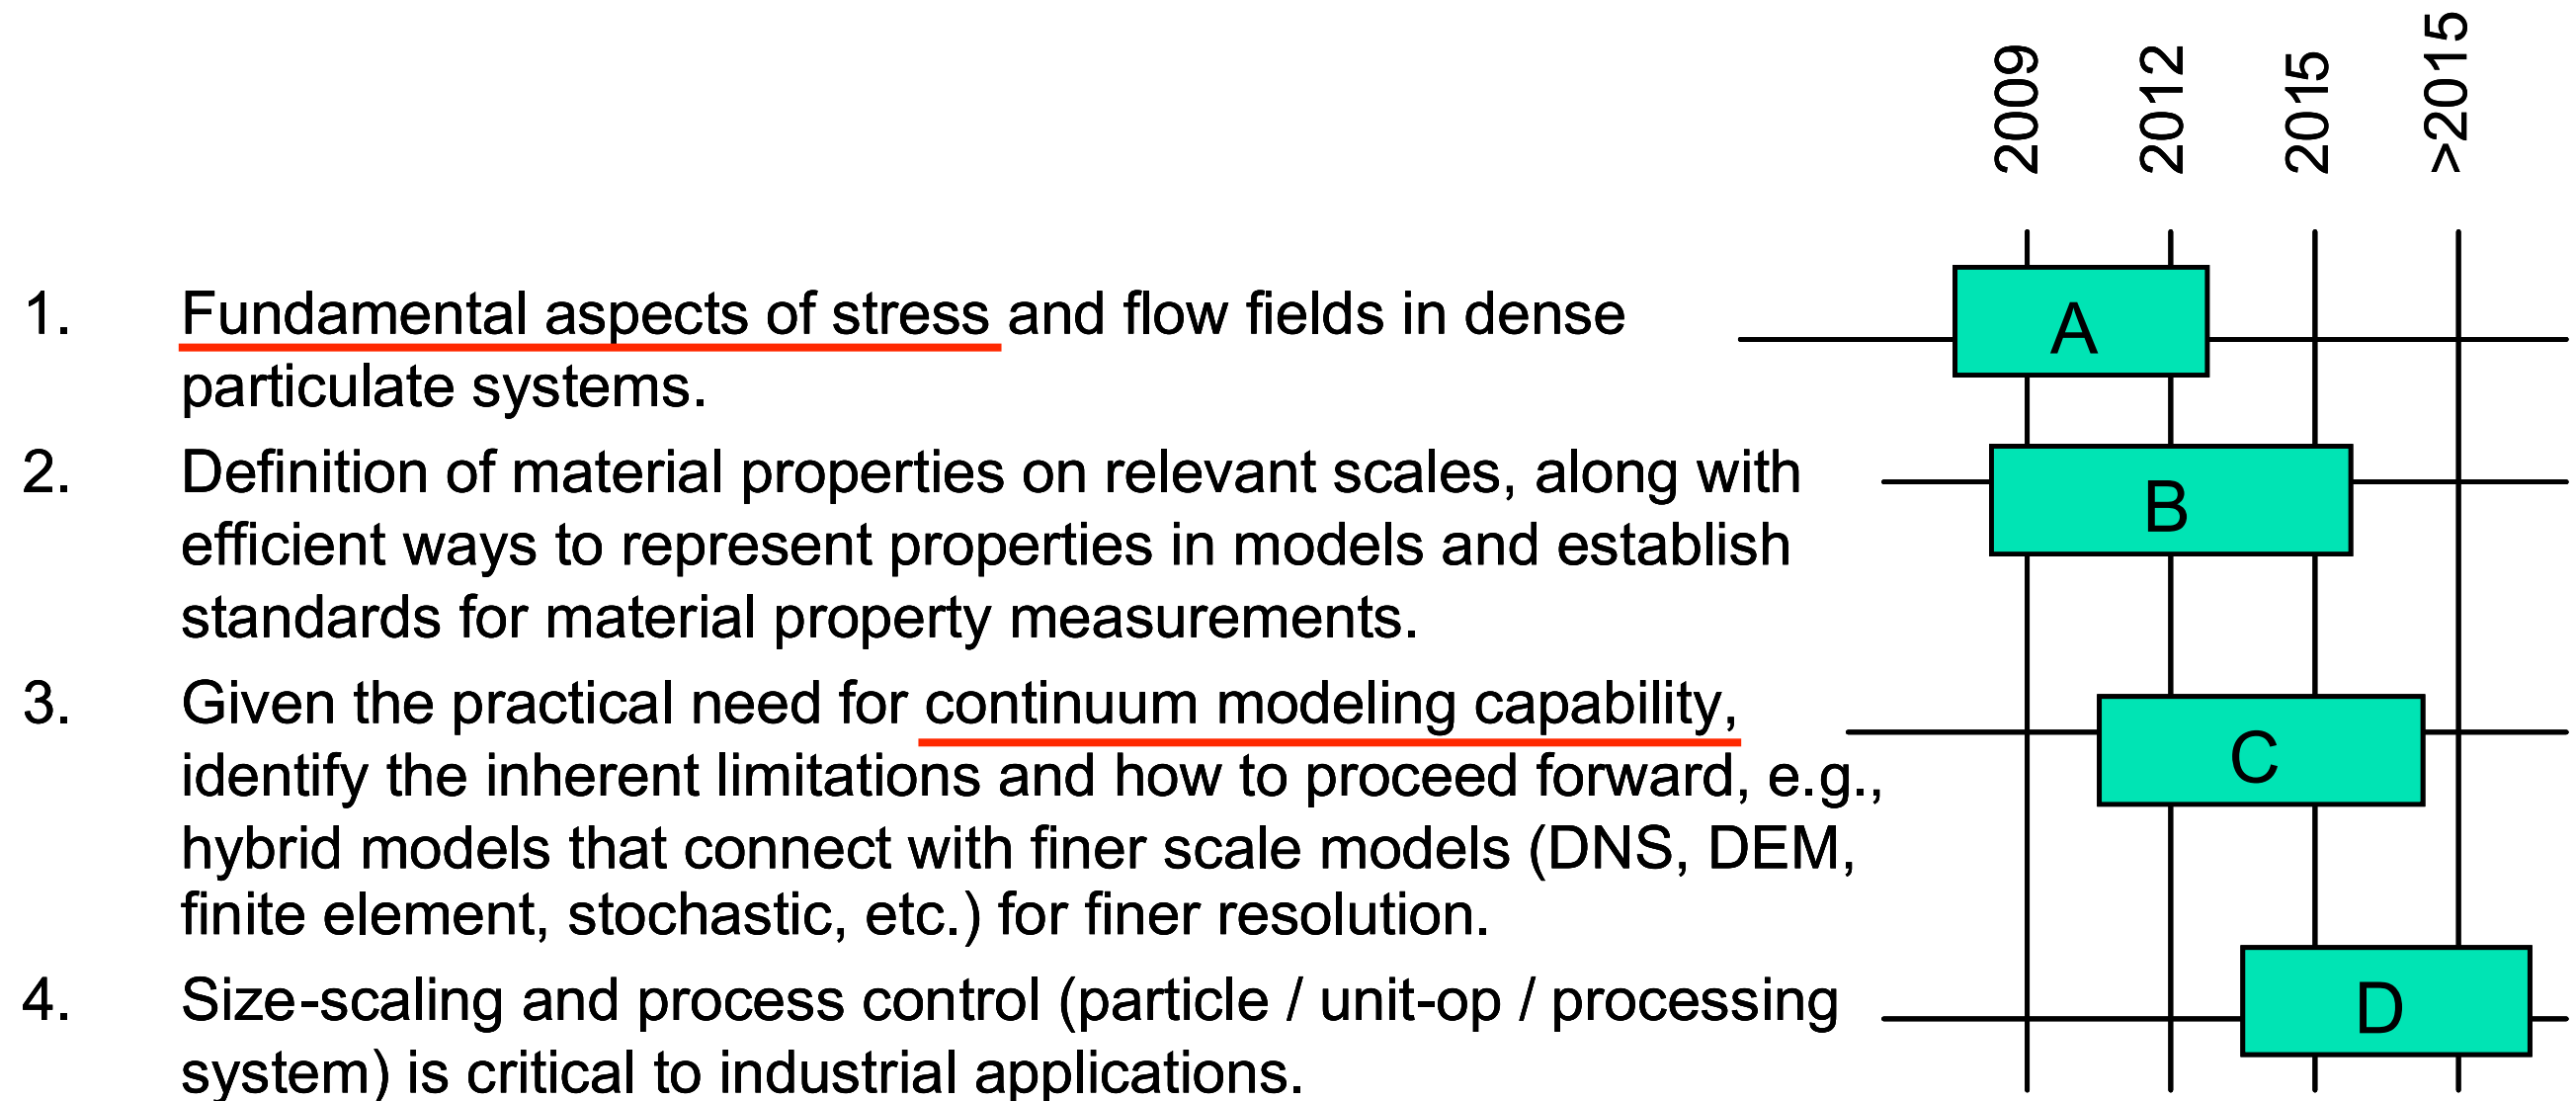 2009
2012
2015
>2015
1. Fundamental aspects of stress and flow fields in dense
particulate systems.
A
2. Definition of material properties on relevant scales, along with
efficient ways to represent properties in models and establish
standards for material property measurements.
B
3. Given the practical need for continuum modeling capability,
identify the inherent limitations and how to proceed forward, e.g.,
hybrid models that connect with finer scale models (DNS, DEM,
finite element, stochastic, etc.) for finer resolution.
C
4. Size-scaling and process control (particle / unit-op / processing
system) is critical to industrial applications.
D